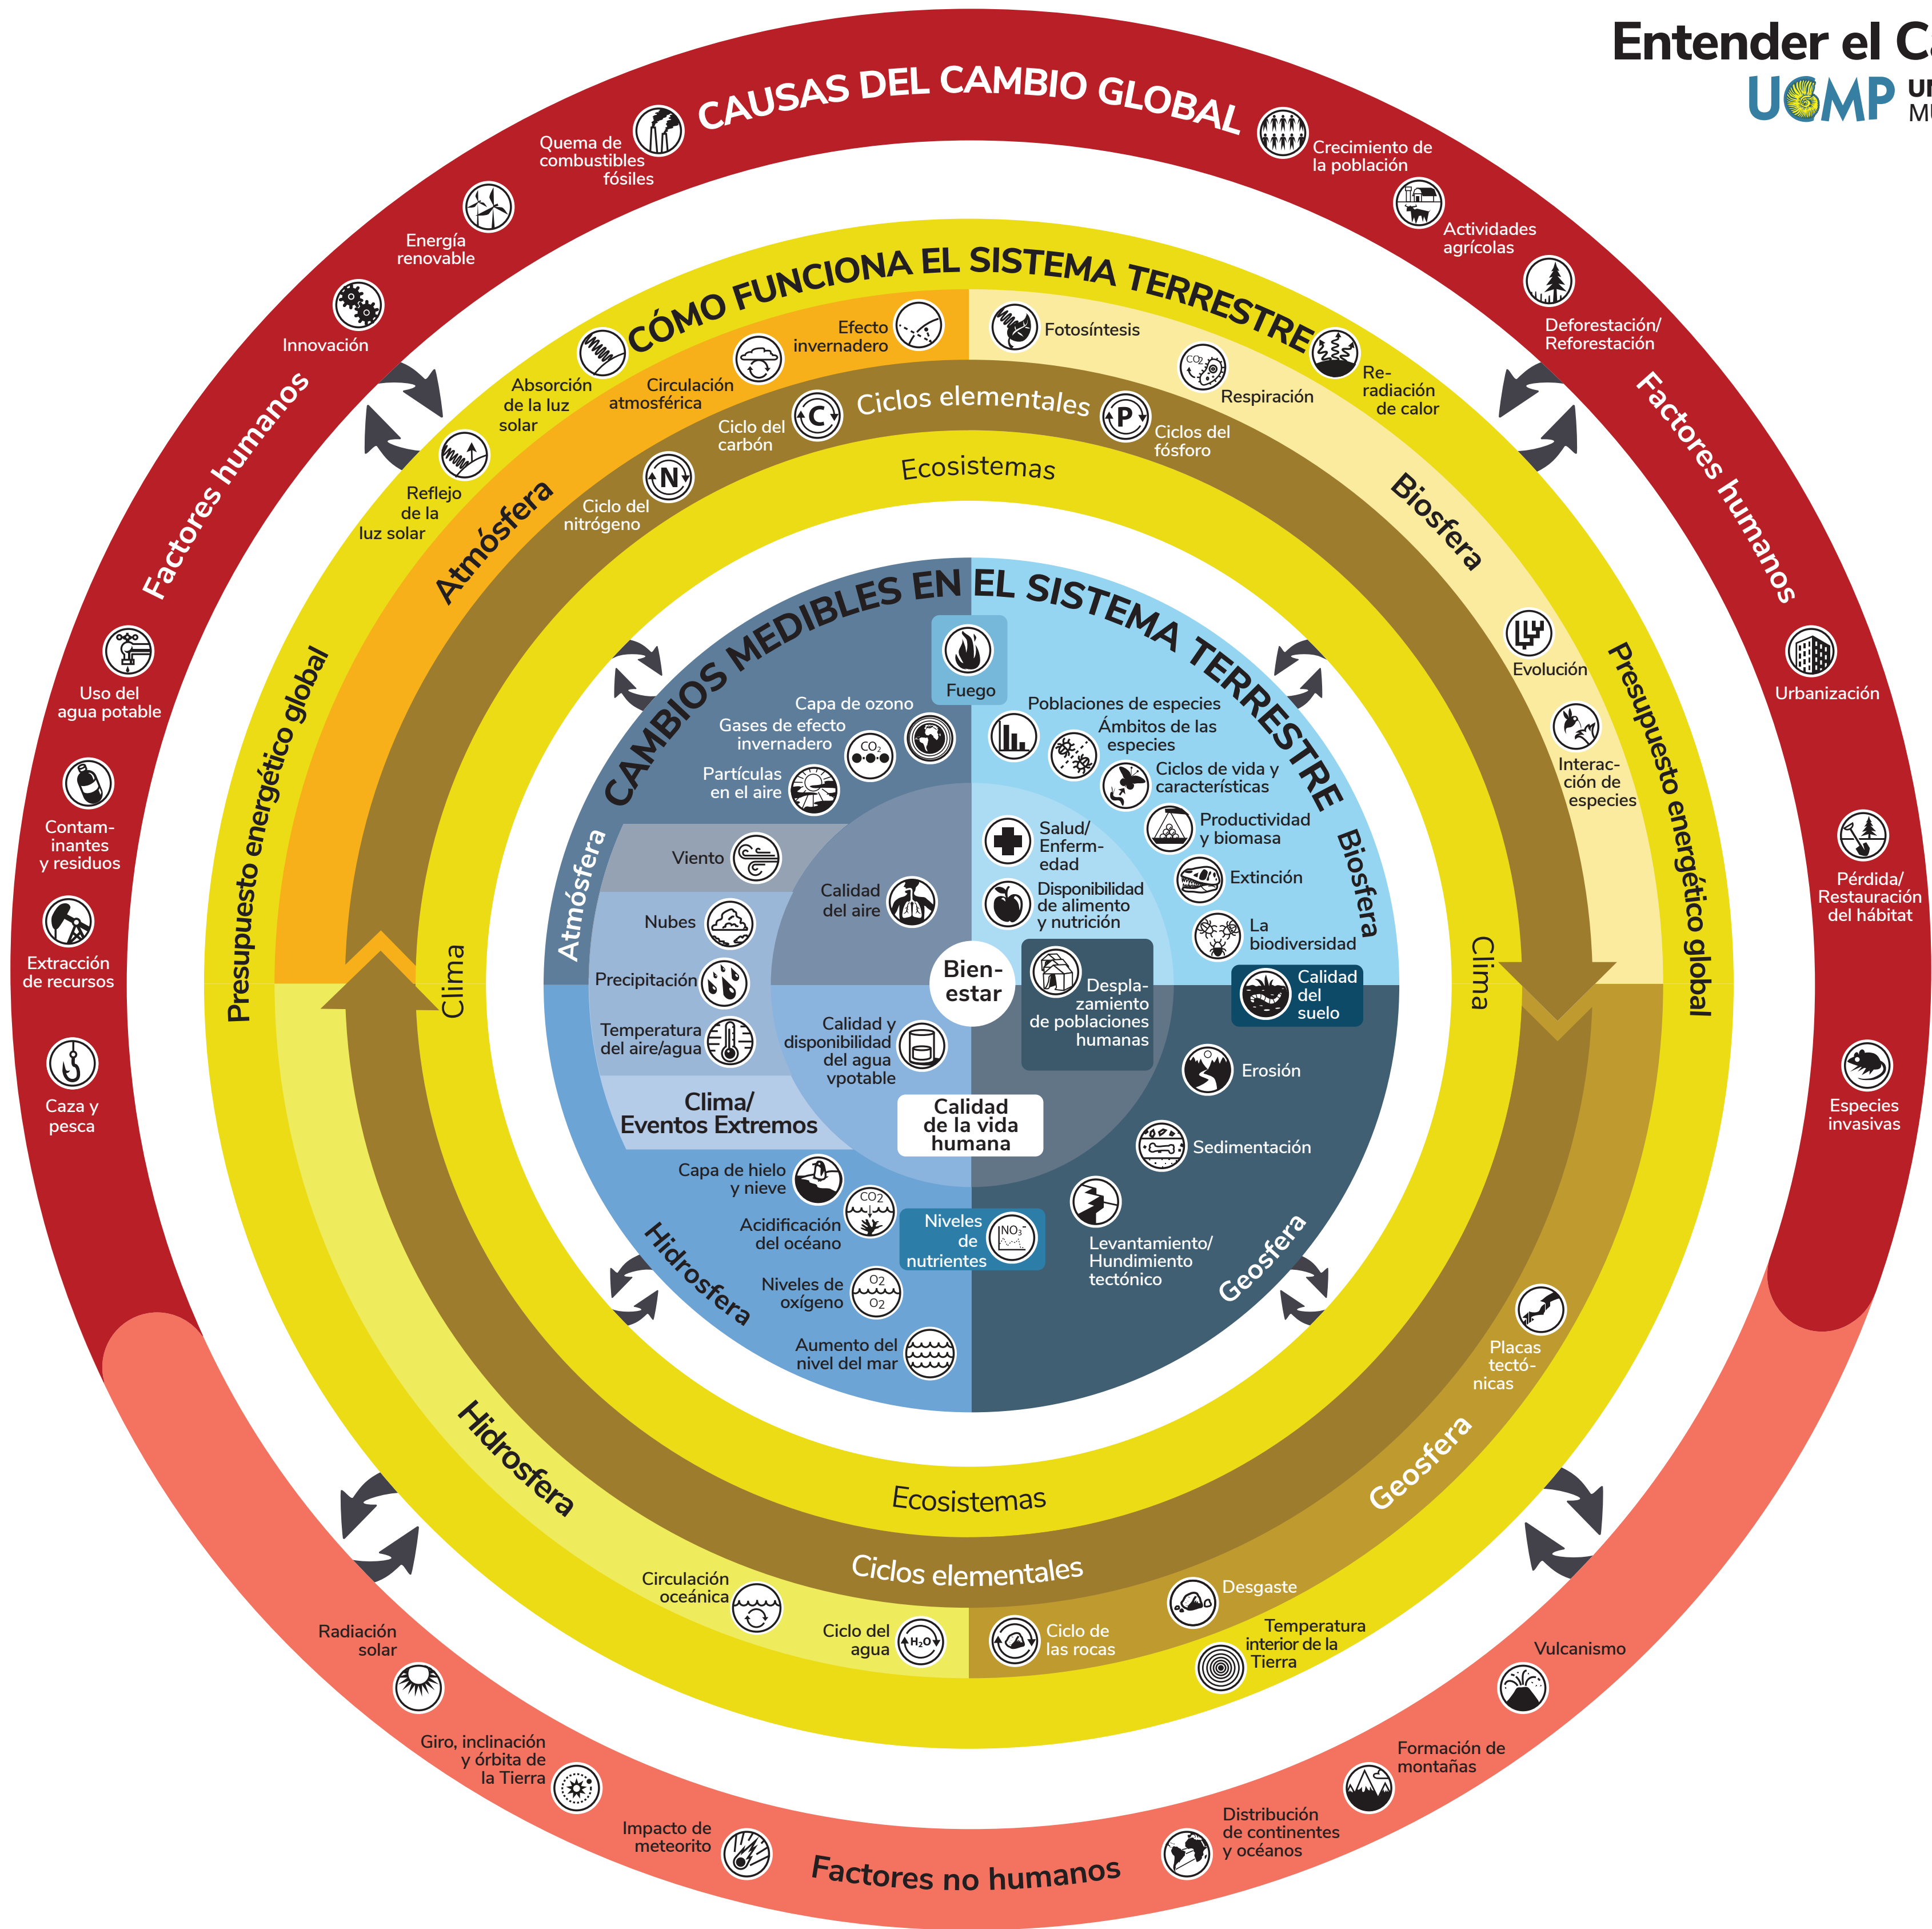 Entender el Ca
UCMP
UN
MU
CAUSAS DEL CAMBIO GLOBAL
Quema de
combustibles
fósiles
Energía
renovable
Innovación
Factores humanos
Uso del
agua potable
Contam-
inantes
y residuos
Extracción
de recursos
Caza y
pesca
Crecimiento de
la población
Actividades
agrícolas
Deforestación/
Reforestación
Factores humanos
Urbanización
Pérdida/
Restauración
del hábitat
Especies
invasivas
CÓMO FUNCIONA EL SISTEMA TERRESTRE
Absorción
de la luz
solar
Reflejo
de la
luz solar
Presupuesto energético global
Re-
radiación
de calor
Presupuesto energético global
Efecto
invernadero
Circulación
atmosférica
Atmósfera
Fotosíntesis
Respiración
CO2
Biosfera
Evolución
Interac-
ción de
especies
Ciclos elementales
Ciclo del
carbón
C
Ciclo del
nitrógeno
N
P
Ciclos del
fósforo
Ecosistemas
Clima
Clima
CAMBIOS MEDIBLES EN EL SISTEMA TERRESTRE
Fuego
Capa de ozono
Gases de efecto
invernadero
CO2
Partículas
en el aire
Atmósfera
Viento
Nubes
Precipitación
Temperatura
del aire/agua
Clima/
Eventos Extremos
Poblaciones de especies
Ámbitos de las
especies
Ciclos de vida y
características
Productividad
y biomasa
Extinción
La
biodiversidad
Biosfera
Calidad
del
suelo
Calidad
del aire
Salud/
Enferm-
edad
Disponibilidad
de alimento
y nutrición
Bien-
estar
Despla-
zamiento
de poblaciones
humanas
Calidad y
disponibilidad
del agua
vpotable
Calidad
de la vida
humana
Erosión
Sedimentación
Levantamiento/
Hundimiento
tectónico
Geosfera
Capa de hielo
y nieve
CO2
Acidificación
del océano
Niveles
de
nutrientes
NO3-
Niveles de
oxígeno
O2
O2
Aumento del
nivel del mar
Hidrosfera
Ecosistemas
Ciclos elementales
Hidrosfera
Circulación
oceánica
Ciclo del
agua
H2O
Ciclo de
las rocas
Desgaste
Temperatura
interior de la
Tierra
Geosfera
Placas
tectó-
nicas
Radiación
solar
Giro, inclinación
y órbita de
la Tierra
Impacto de
meteorito
Factores no humanos
Distribución
de continentes
y océanos
Formación de
montañas
Vulcanismo